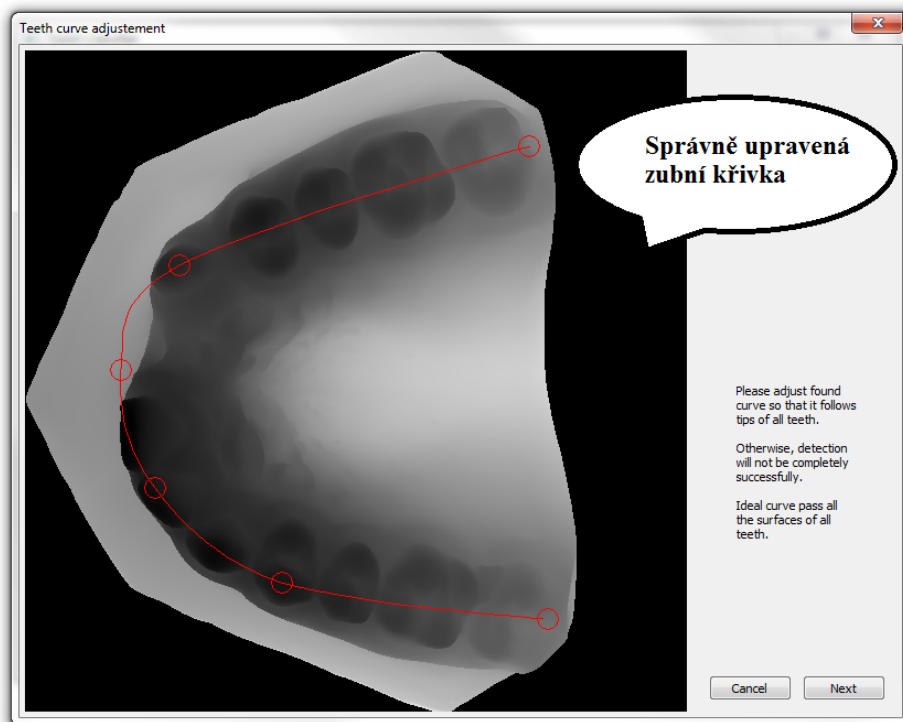 Teeth curve adjustement
Správně upravená
zubní křivka
Please adjust found
curve so that it follows
tips of all teeth.
Otherwise, detection
will not be completely
successfully.
Ideal curve pass all
the surfaces of all
teeth.
Cancel
Next